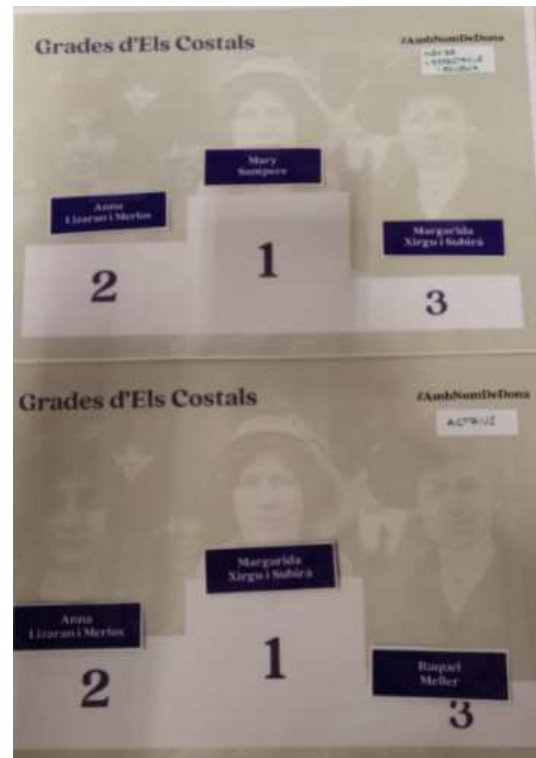 Grades d'Els Costals
#AmbNomDeDona
Mary
Sampere
Anna
Lizaran i Merlos
Margarida
Xirgu i Subirà
1
2
3
Grades d'Els Costals
#AmbNomDeDona
ACTRIUS
Margarida
Xirgu i Subirà
Anna
Lizaran i Merlos
Raquel
Meller
1
2
3